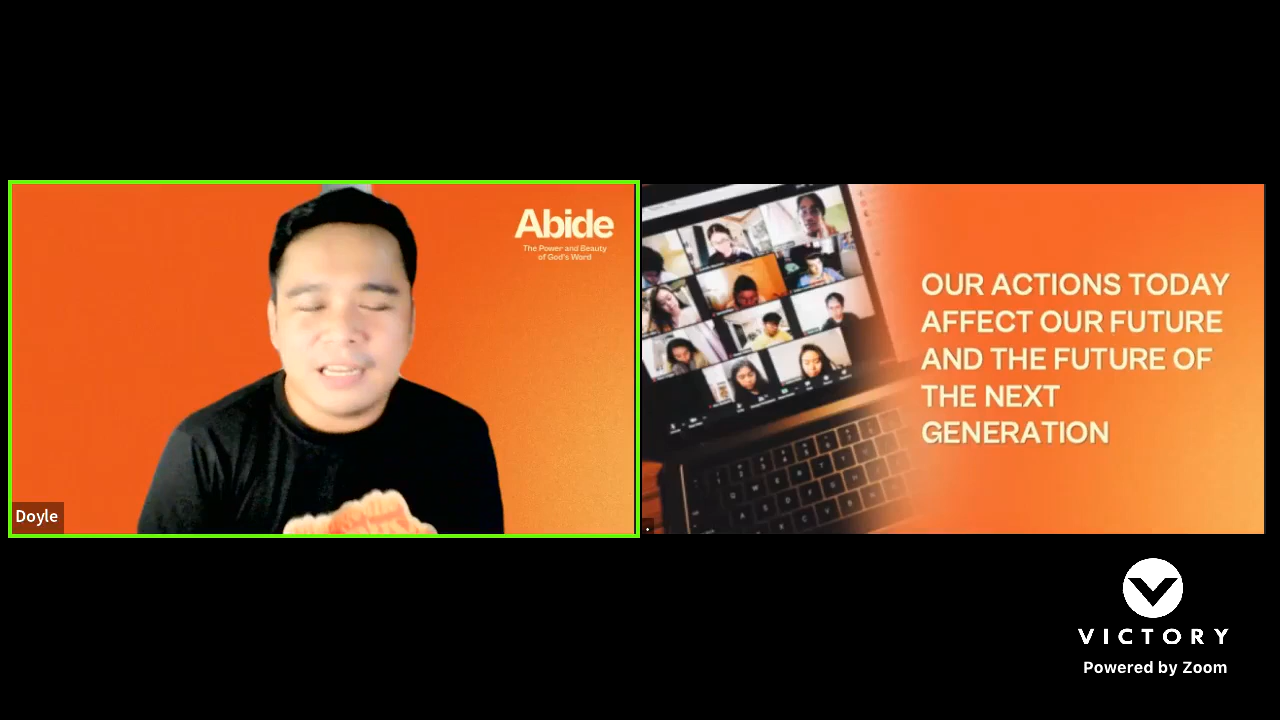 Abide
The Power and Beauty
of God's Word
Doyle
OUR ACTIONS TODAY
AFFECT OUR FUTURE
AND THE FUTURE OF
THE NEXT
GENERATION
VICTORY
Powered by Zoom